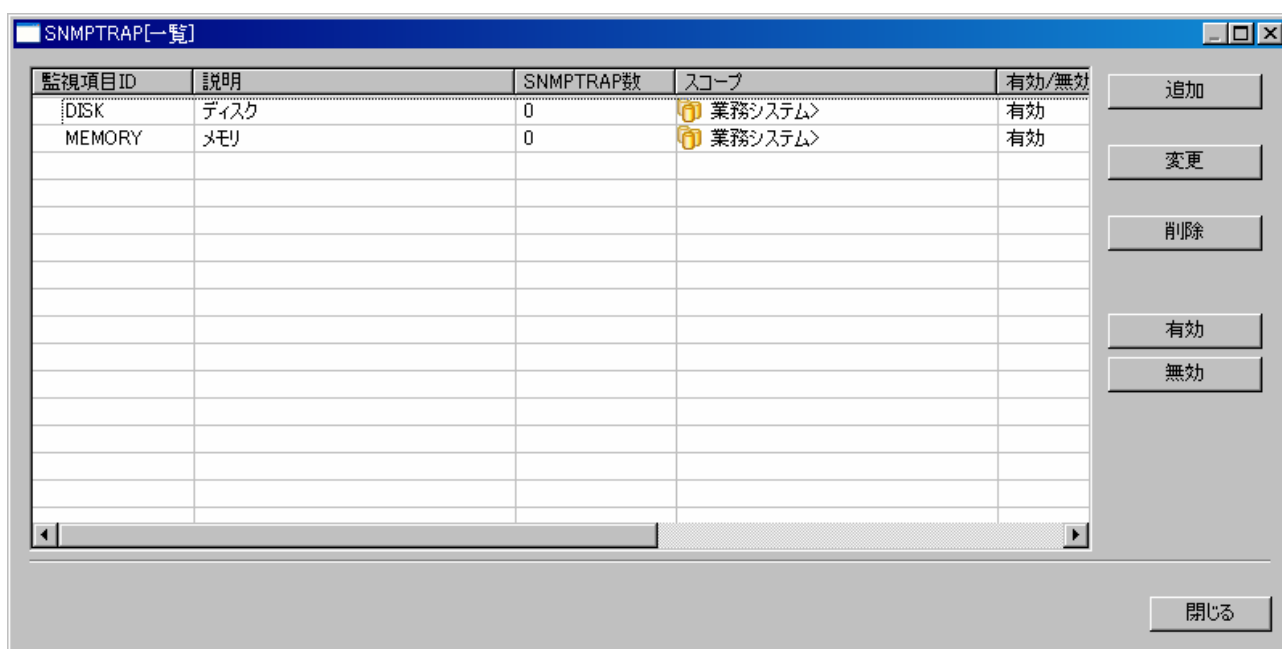 SNMPTRAP[一覧]
監視項目ID 説明 SNMPTRAP数 スコープ 有効/無効
DISK ディスク 0 業務システム> 有効
MEMORY メモリ 0 業務システム> 有効
追加
変更
削除
有効
無効
閉じる